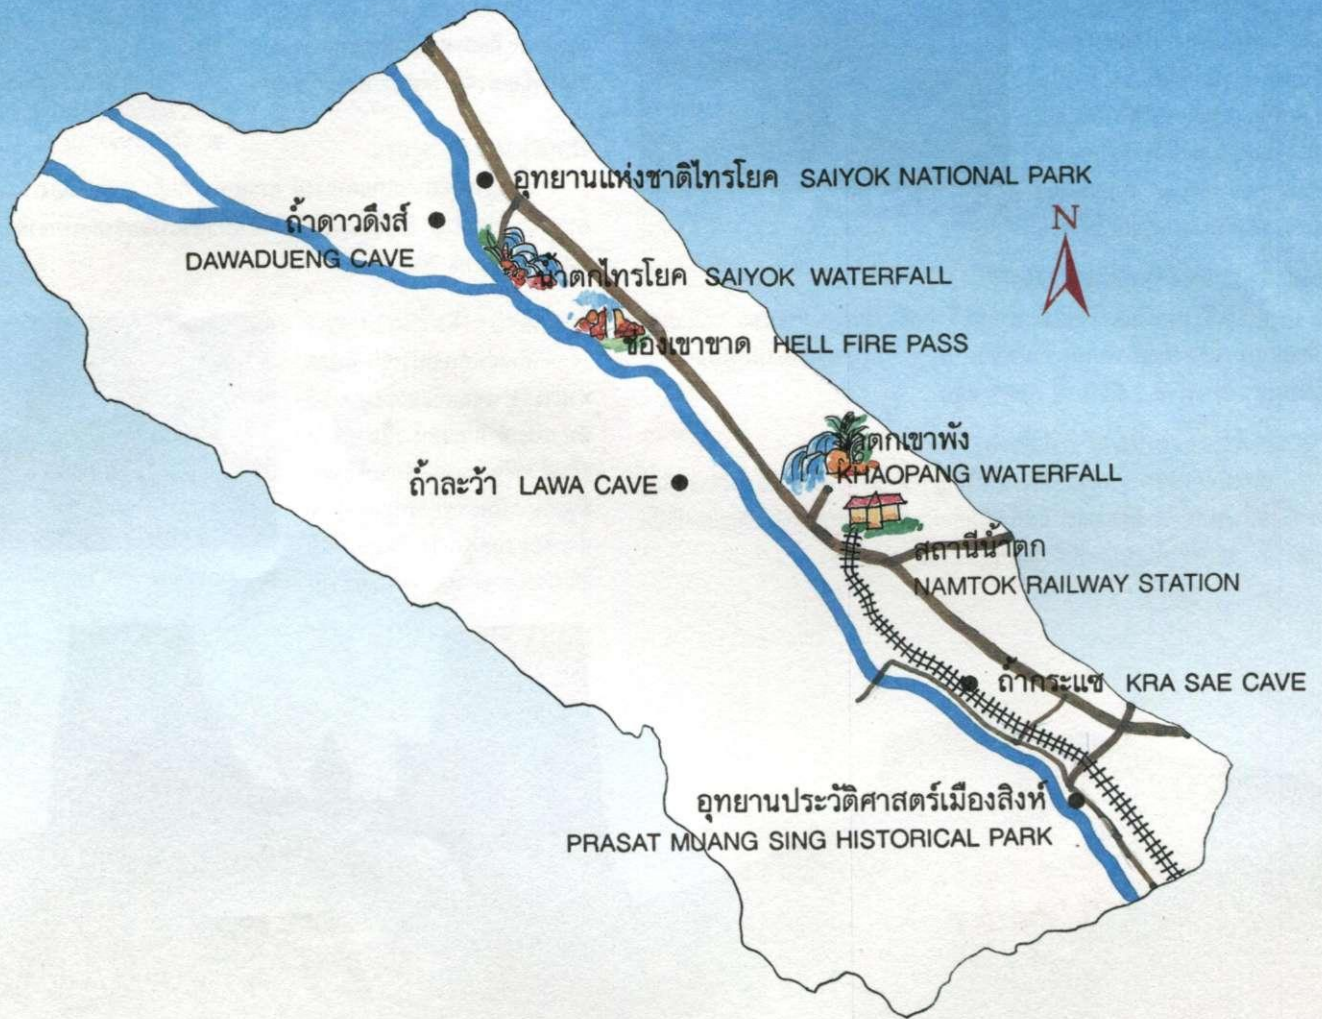 อุทยานแห่งชาติไทรโยค SAIYOK NATIONAL PARK
N
ถ้ำดาวดึงส์
DAWADUENG CAVE
น้ำตกไทรโยค SAIYOK WATERFALL
ช่องเขาขาด HELL FIRE PASS
น้ำตกเขาพัง
KHAOPANG WATERFALL
ถ้ำละว้า LAWA CAVE
สถานีน้ำตก
NAMTOK RAILWAY STATION
ถ้ำกระแซ KRA SAE CAVE
อุทยานประวัติศาสตร์เมืองสิงห์
PRASAT MUANG SING HISTORICAL PARK